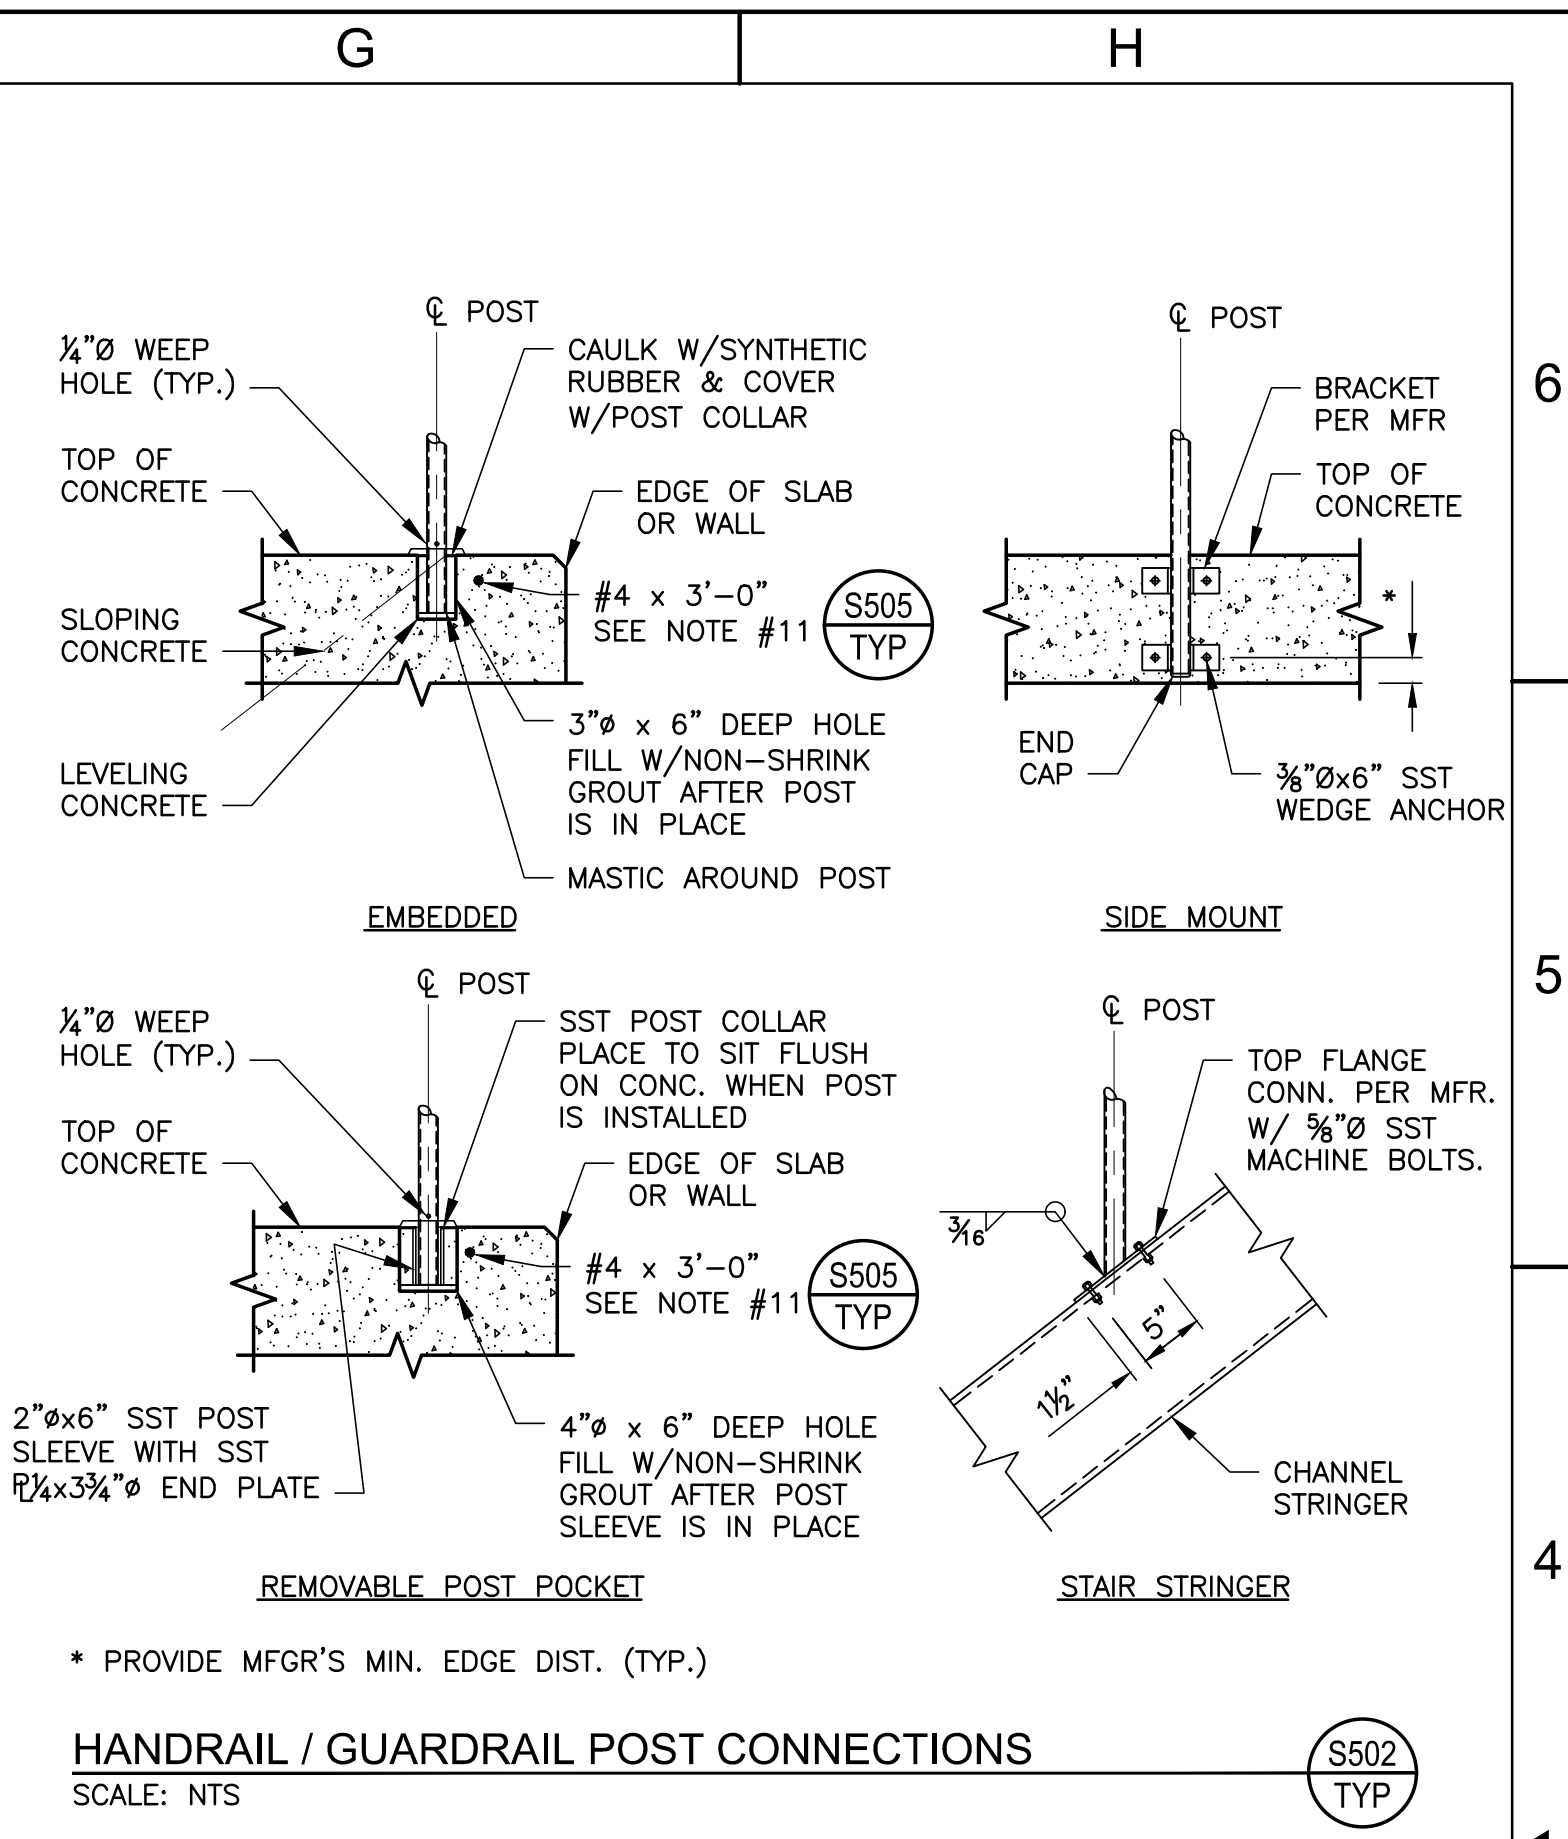 G
H
6
5
4
℄ POST
¼"Ø WEEP
HOLE (TYP.)
CAULK W/SYNTHETIC
RUBBER & COVER
W/POST COLLAR
TOP OF
CONCRETE
EDGE OF SLAB
OR WALL
SLOPING
CONCRETE
#4 x 3'-0"
SEE NOTE #11
S505
TYP
LEVELING
CONCRETE
3"ø x 6" DEEP HOLE
FILL W/NON-SHRINK
GROUT AFTER POST
IS IN PLACE
MASTIC AROUND POST
EMBEDDED
℄ POST
BRACKET
PER MFR
TOP OF
CONCRETE
*
END
CAP
⅜"Øx6" SST
WEDGE ANCHOR
SIDE MOUNT
℄ POST
¼"Ø WEEP
HOLE (TYP.)
SST POST COLLAR
PLACE TO SIT FLUSH
ON CONC. WHEN POST
IS INSTALLED
TOP OF
CONCRETE
EDGE OF SLAB
OR WALL
#4 x 3'-0"
SEE NOTE #11
S505
TYP
2"øx6" SST POST
SLEEVE WITH SST
PL¼x3¾"ø END PLATE
4"ø x 6" DEEP HOLE
FILL W/NON-SHRINK
GROUT AFTER POST
SLEEVE IS IN PLACE
REMOVABLE POST POCKET
℄ POST
TOP FLANGE
CONN. PER MFR.
W/ ⅝"Ø SST
MACHINE BOLTS.
3/16
5"
1½"
CHANNEL
STRINGER
STAIR STRINGER
* PROVIDE MFGR'S MIN. EDGE DIST. (TYP.)
HANDRAIL / GUARDRAIL POST CONNECTIONS
SCALE: NTS
S502
TYP